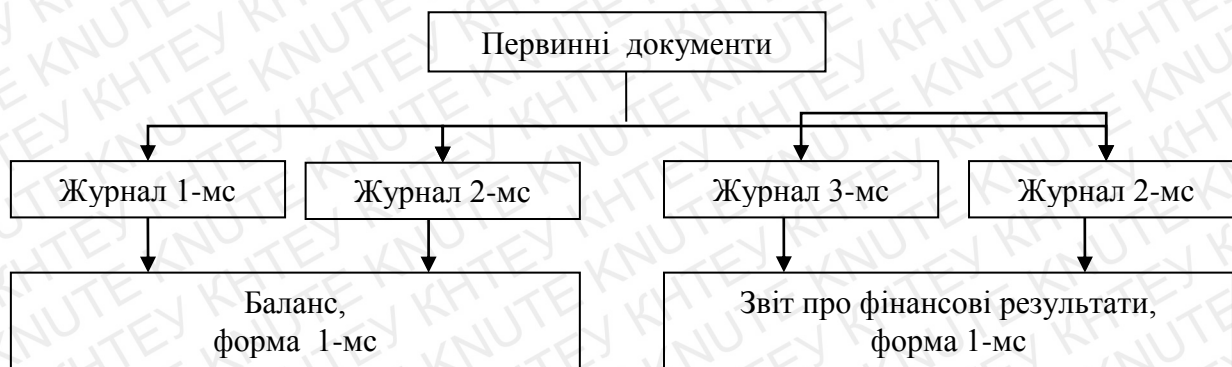 Первинні документи
Журнал 1-мс
Журнал 2-мс
Журнал 3-мс
Журнал 2-мс
Баланс,
форма 1-мс
Звіт про фінансові результати,
форма 1-мс